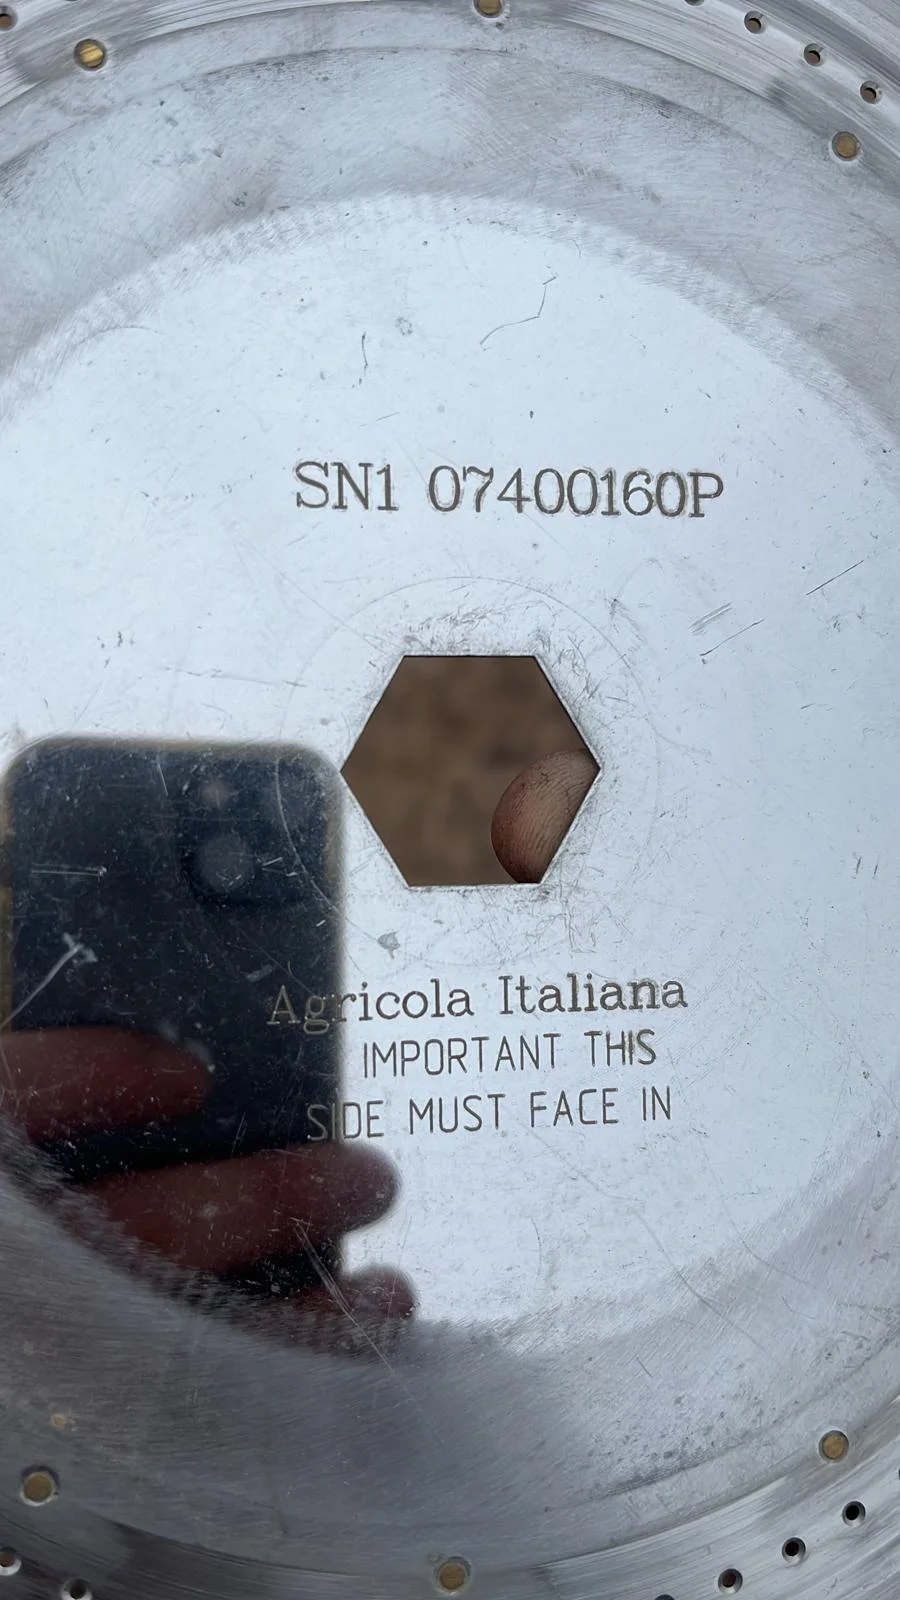 SN1 07400160P
Agricola Italiana
IMPORTANT THIS
SIDE MUST FACE IN